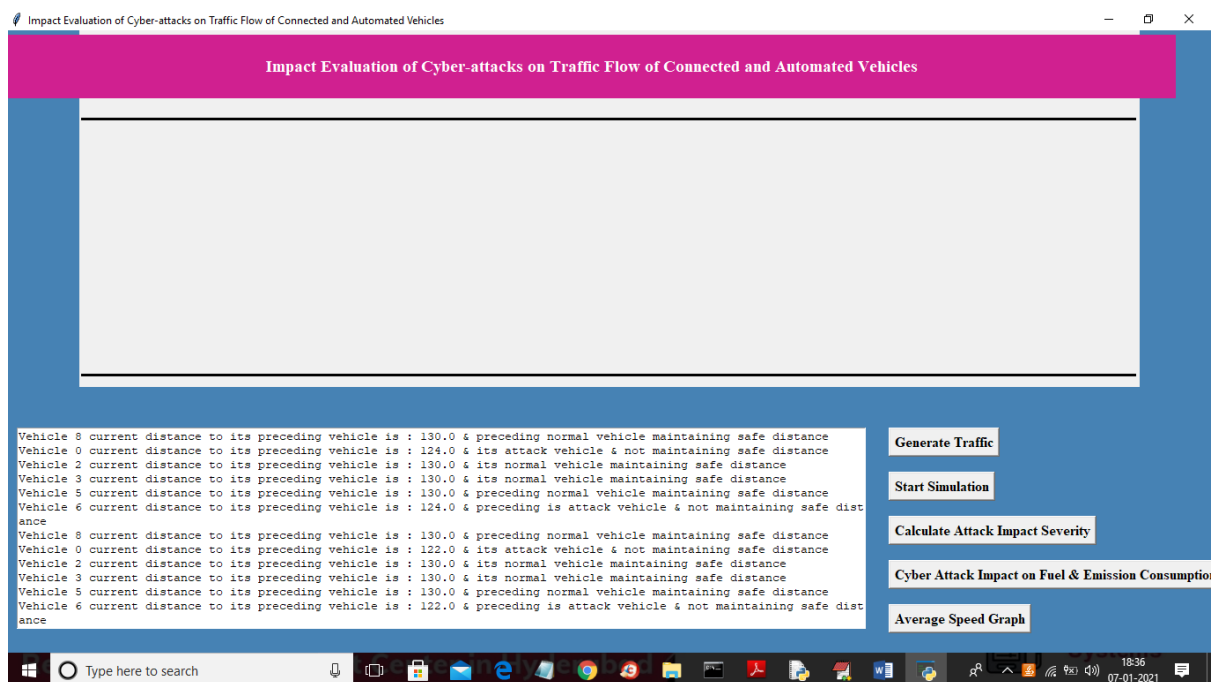 Impact Evaluation of Cyber-attacks on Traffic Flow of Connected and Automated Vehicles
Impact Evaluation of Cyber-attacks on Traffic Flow of Connected and Automated Vehicles
Vehicle 8 current distance to its preceding vehicle is : 130.0 & preceding normal vehicle maintaining safe distance
Vehicle 0 current distance to its preceding vehicle is : 124.0 & its attack vehicle & not maintaining safe distance
Vehicle 2 current distance to its preceding vehicle is : 130.0 & its normal vehicle maintaining safe distance
Vehicle 3 current distance to its preceding vehicle is : 130.0 & its normal vehicle maintaining safe distance
Vehicle 5 current distance to its preceding vehicle is : 130.0 & preceding normal vehicle maintaining safe distance
Vehicle 6 current distance to its preceding vehicle is : 124.0 & preceding is attack vehicle & not maintaining safe dist
ance
Vehicle 8 current distance to its preceding vehicle is : 130.0 & preceding normal vehicle maintaining safe distance
Vehicle 0 current distance to its preceding vehicle is : 122.0 & its attack vehicle & not maintaining safe distance
Vehicle 2 current distance to its preceding vehicle is : 130.0 & its normal vehicle maintaining safe distance
Vehicle 3 current distance to its preceding vehicle is : 130.0 & its normal vehicle maintaining safe distance
Vehicle 5 current distance to its preceding vehicle is : 130.0 & preceding normal vehicle maintaining safe distance
Vehicle 6 current distance to its preceding vehicle is : 122.0 & preceding is attack vehicle & not maintaining safe dist
ance
Generate Traffic
Start Simulation
Calculate Attack Impact Severity
Cyber Attack Impact on Fuel & Emission Consumption
Average Speed Graph
Type here to search
18:36
07-01-2021